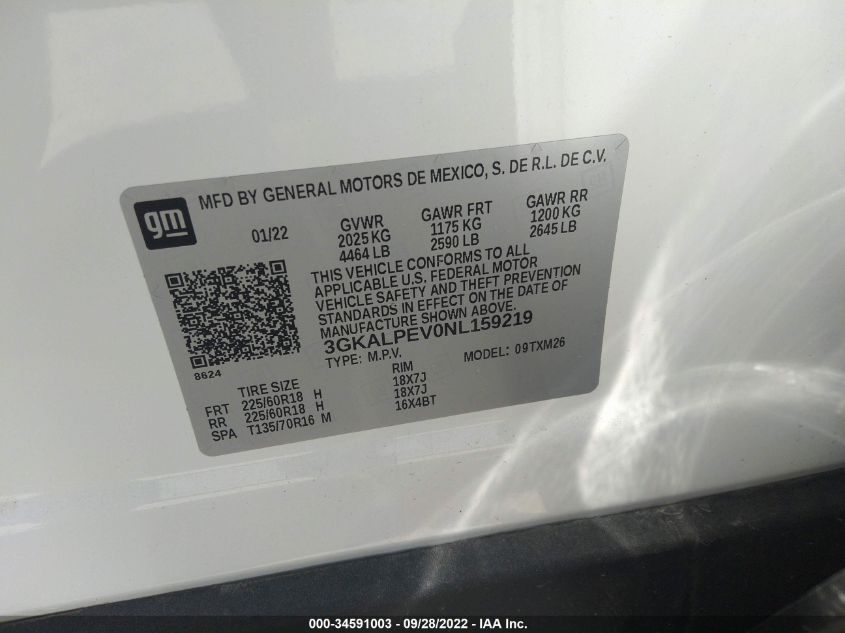 gm
MFD BY GENERAL MOTORS DE MEXICO, S. DE R.L. DE C.V.
01/22 GVWR GAWR FRT GAWR RR
2025 KG 1175 KG 1200 KG
4464 LB 2590 LB 2645 LB
THIS VEHICLE CONFORMS TO ALL
APPLICABLE U.S. FEDERAL MOTOR
VEHICLE SAFETY AND THEFT PREVENTION
STANDARDS IN EFFECT ON THE DATE OF
MANUFACTURE SHOWN ABOVE.
3GKALPEV0NL159219
TYPE: M.P.V. MODEL: 09TXM26
8624
TIRE SIZE RIM
FRT 225/60R18 H 18X7J
RR 225/60R18 H 18X7J
SPA T135/70R16 M 16X4BT
000-34591003 - 09/28/2022 - IAA Inc.